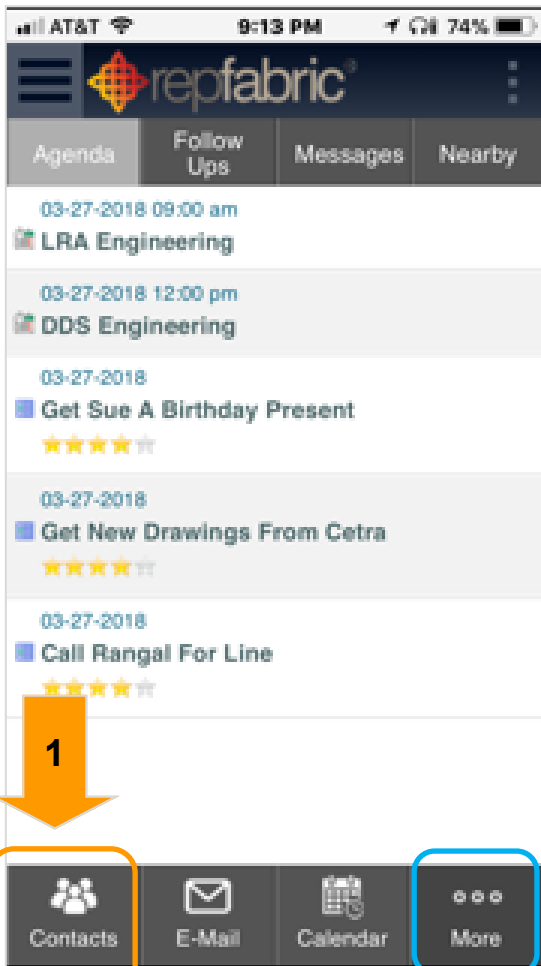 AT&T 9:13 PM 74%
repfabric®
Agenda Follow Ups Messages Nearby
03-27-2018 09:00 am
LRA Engineering
03-27-2018 12:00 pm
DDS Engineering
03-27-2018
Get Sue A Birthday Present
03-27-2018
Get New Drawings From Cetra
03-27-2018
Call Rangal For Line
1
Contacts E-Mail Calendar More